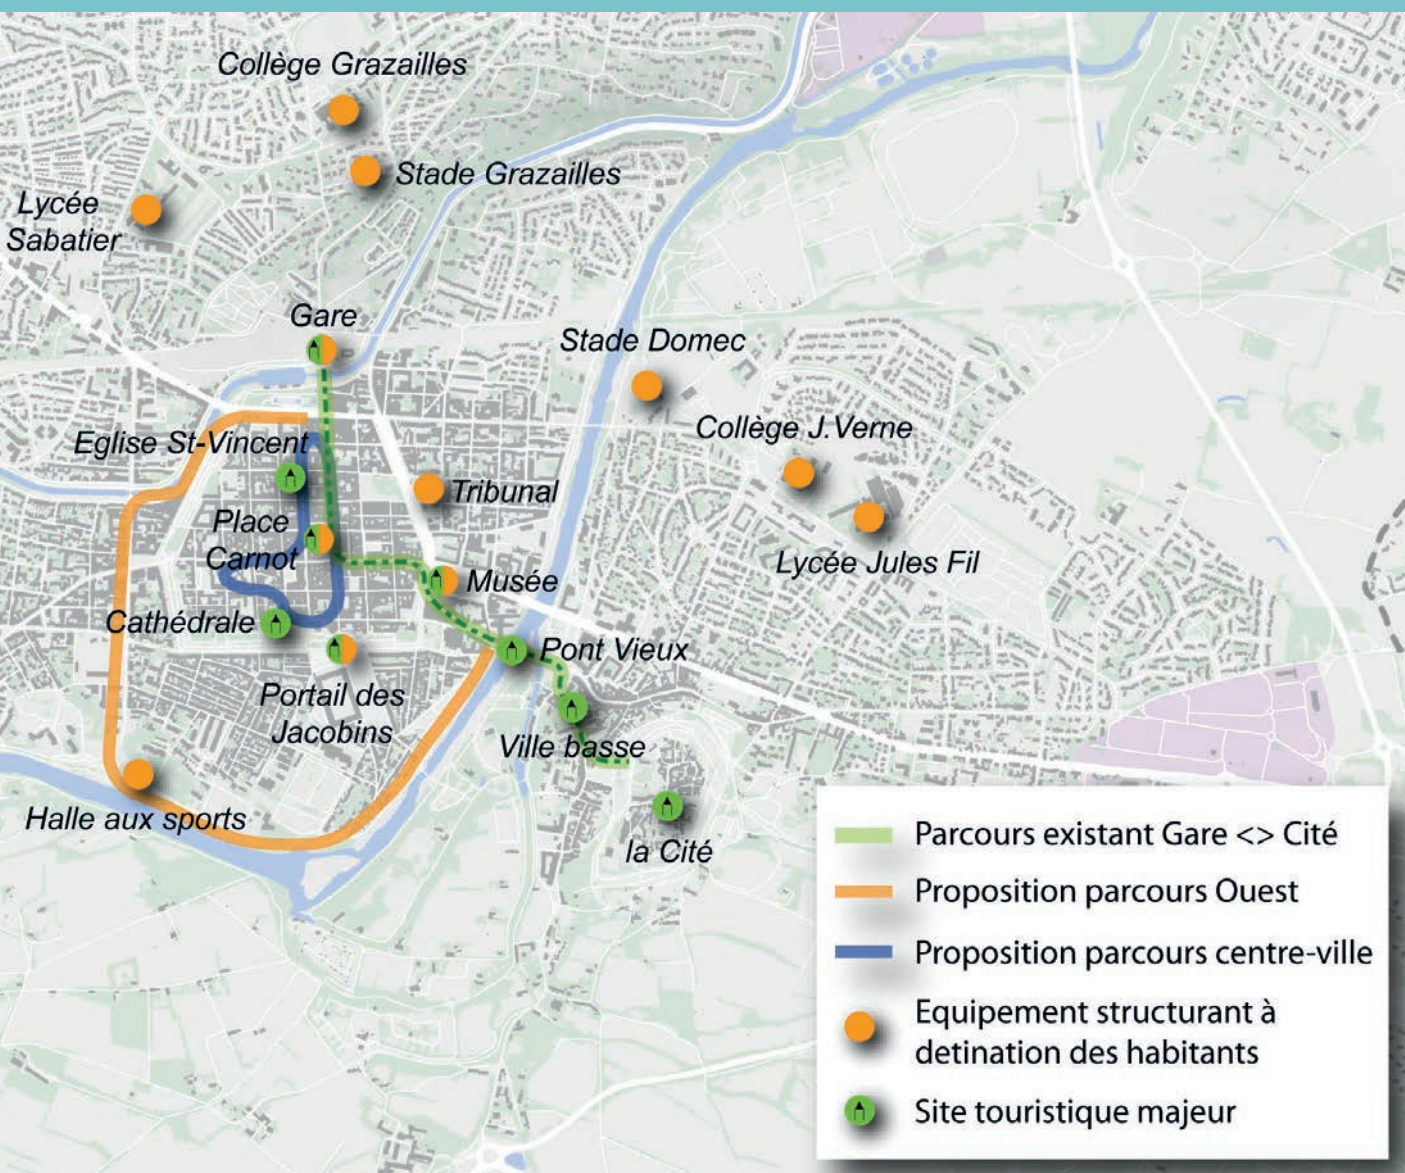 Collège Grazailles
Stade Grazailles
Lycée
Sabatier
Gare
Stade Domec
Collège J.Verne
Eglise St-Vincent
Tribunal
Place
Carnot
Lycée Jules Fil
Musée
Cathédrale
Pont Vieux
Portail des
Jacobins
Ville basse
Halle aux sports
la Cité
Parcours existant Gare <> Cité
Proposition parcours Ouest
Proposition parcours centre-ville
Equipement structurant à
detination des habitants
Site touristique majeur